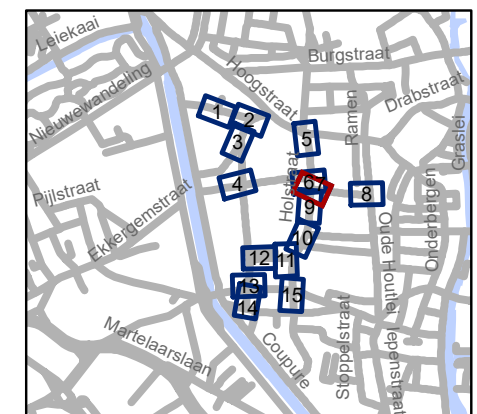 Leiekaai
Burgstraat
Hoogstraat
Nieuwewandeling
Drabstraat
Ramen
Graslei
1
2
3
5
Holstraat
4
6
8
9
Pijlstraat
Ekkergemstraat
Onderbergen
10
12
11
Oude Houtlei
13
15
14
Martelaarslaan
Coupure
Stoppelstraat
Iepenstraat